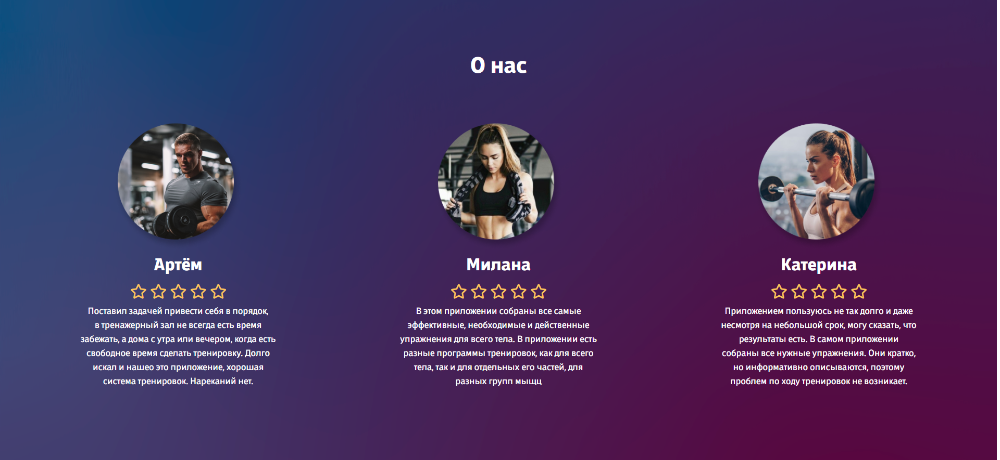 О нас
Артём
Поставил задачей привести себя в порядок,
в тренажерный зал не всегда есть время
забежать, а дома с утра или вечером, когда есть
свободное время сделать тренировку. Долго
искал и нашео это приложение, хорошая
система тренировок. Нареканий нет.
Милана
В этом приложении собраны все самые
эффективные, необходимые и действенные
упражнения для всего тела. В приложении есть
разные программы тренировок, как для всего
тела, так и для отдельных его частей, для
разных групп мыщц
Катерина
Приложением пользуюсь не так долго и даже
несмотря на небольшой срок, могу сказать, что
результаты есть. В самом приложении
собраны все нужные упражнения. Они кратко,
но информативно описываются, поэтому
проблем по ходу тренировок не возникает.